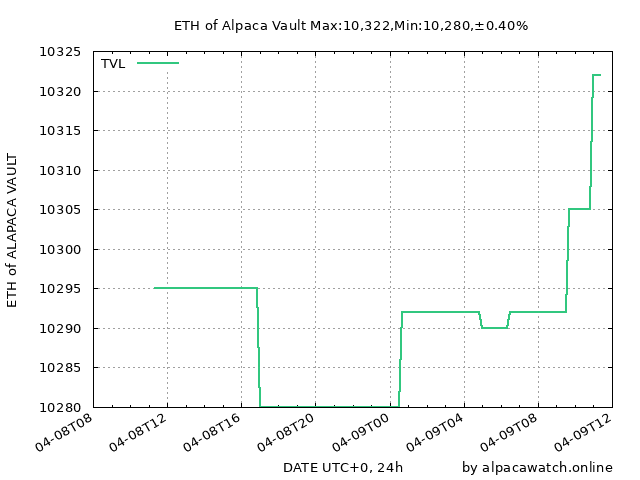 ETH of Alpaca Vault Max:10,322,Min:10,280,±0.40%
TVL
ETH of ALAPACA VAULT
10325
10320
10315
10310
10305
10300
10295
10290
10285
10280
04-08T08
04-08T12
04-08T16
04-08T20
04-09T00
04-09T04
04-09T08
04-09T12
DATE UTC+0, 24h
by alpacawatch.online